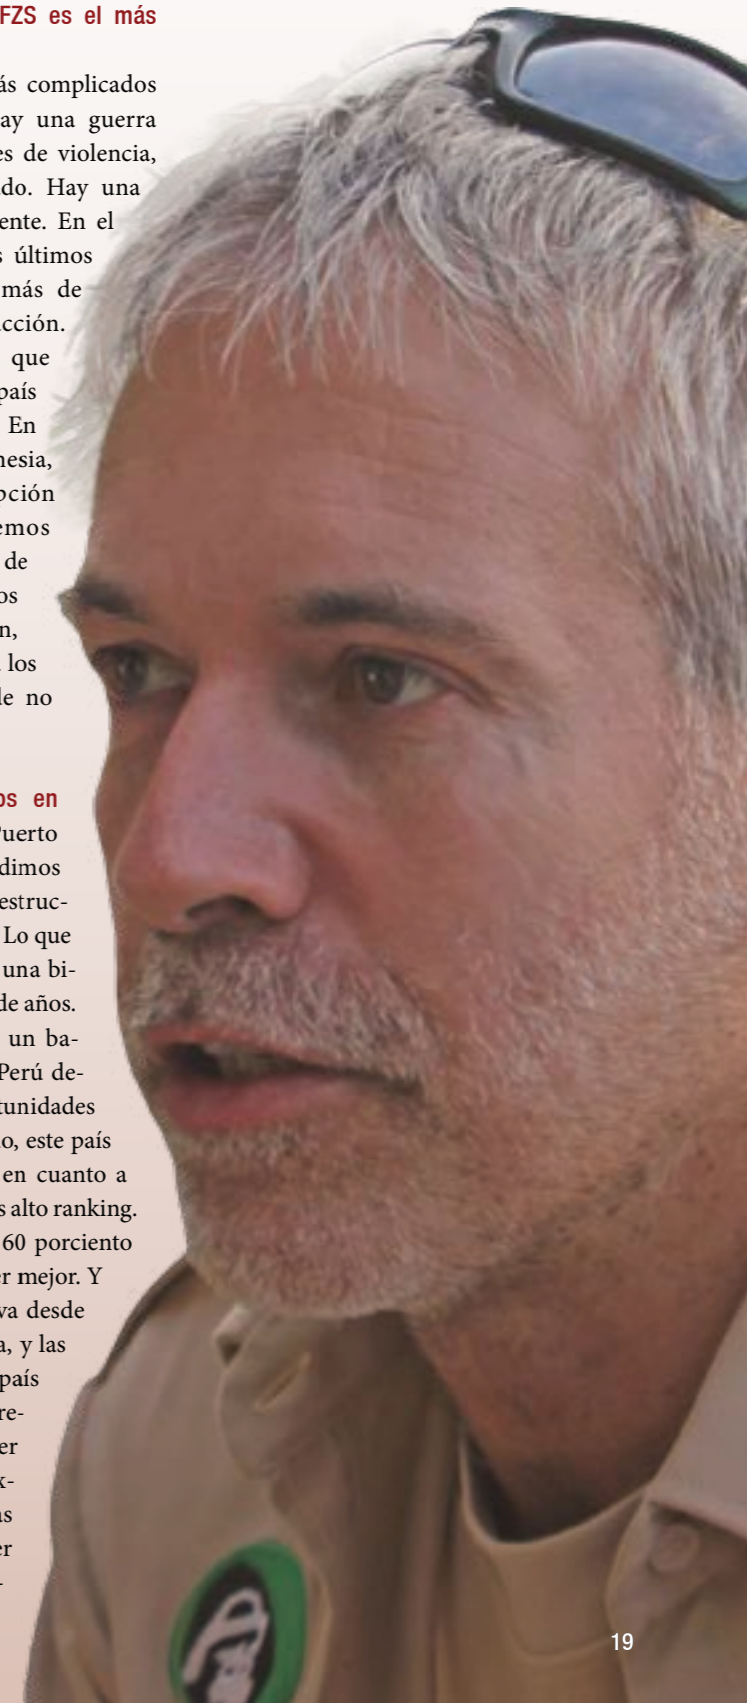 FZS es el más
ás complicados
ay una guerra
es de violencia,
do. Hay una
ente. En el
s últimos
más de
cción.
que
país
En
nesia,
pción
emos
de
os
n,
los
le no
os en
Puerto
dimos
estruc-
Lo que
una bi-
de años.
un ba-
Perú de-
tunidades
o, este país
en cuanto a
s alto ranking.
60 porciento
er mejor. Y
va desde
a, y las
país
re-
er
x-
as
er
-
19